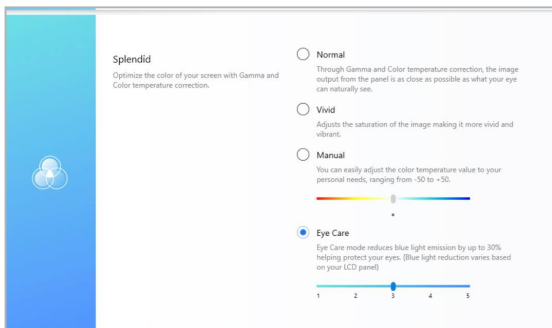 Splendid
Optimize the color of your screen with Gamma and
Color temperature correction.
Normal
Through Gamma and Color temperature correction, the image
output from the panel is as close as possible as what your eye
can naturally see.
Vivid
Adjusts the saturation of the image making it more vivid and
vibrant.
Manual
You can easily adjust the color temperature value to your
personal needs, ranging from -50 to +50.
Eye Care
Eye Care mode reduces blue light emission by up to 30%
helping protect your eyes. (Blue light reduction varies based
on your LCD panel)
1 2 3 4 5